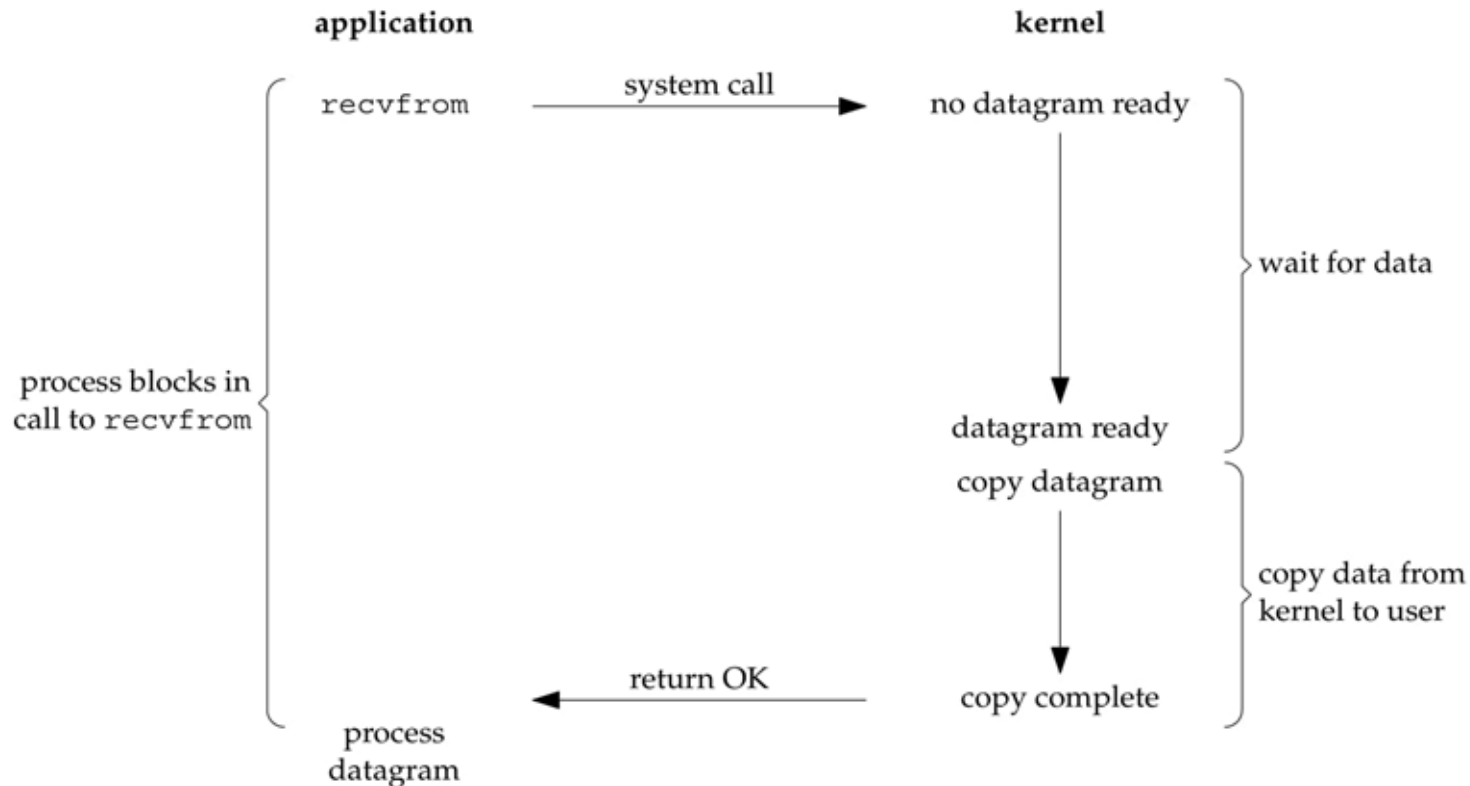 application
kernel
recvfrom
system call
no datagram ready
wait for data
process blocks in
call to recvfrom
datagram ready
copy datagram
copy data from
kernel to user
return OK
copy complete
process
datagram